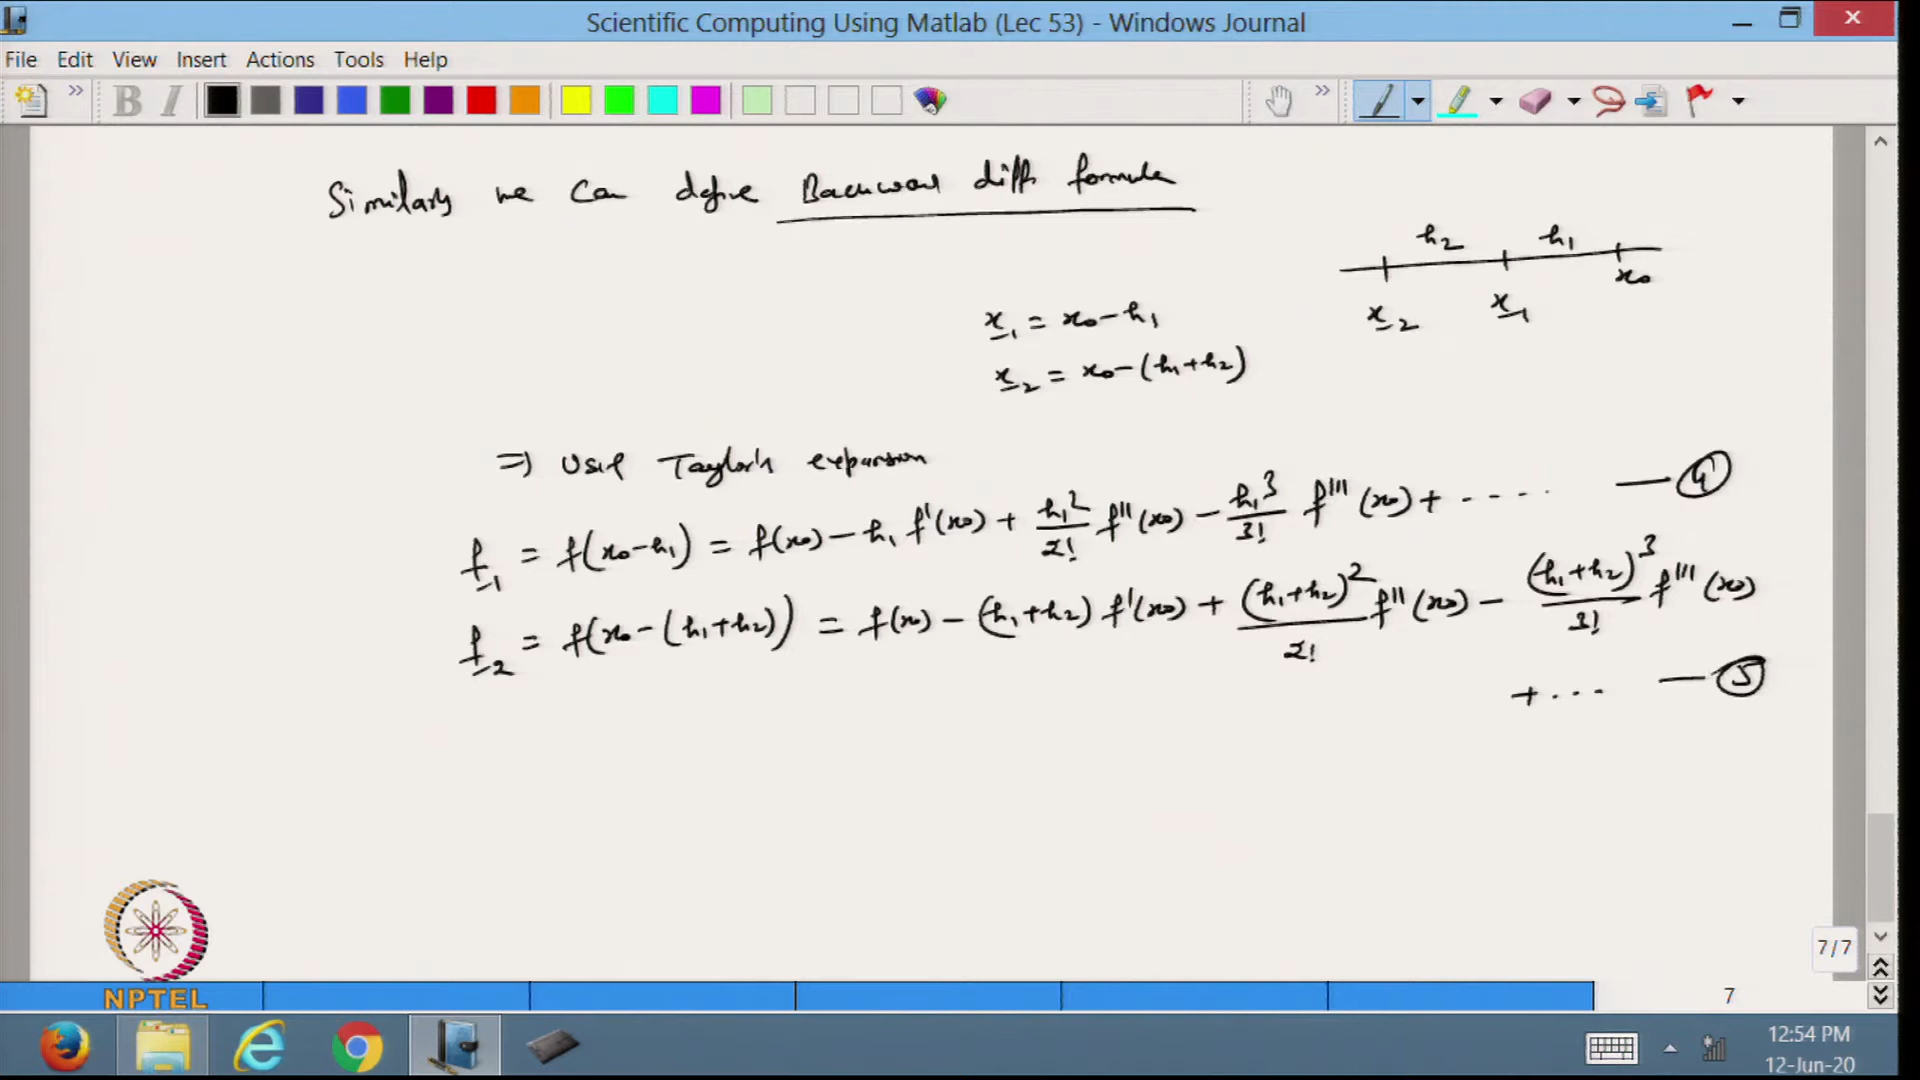 Scientific Computing Using Matlab (Lec 53) - Windows Journal
File Edit View Insert Actions Tools Help
B I
Similarly we can define Backward diff formula
h₂ h₁
x₋₂ x₋₁ x₀
x₋₁ = x₀ - h₁
x₋₂ = x₀ - (h₁+h₂)
⇒ Use Taylor's expansion
f₋₁ = f(x₀-h₁) = f(x₀) - h₁ f'(x₀) + h₁²/2! f''(x₀) - h₁³/3! f'''(x₀) + ..... — ④
f₋₂ = f(x₀-(h₁+h₂)) = f(x₀) - (h₁+h₂) f'(x₀) + (h₁+h₂)²/2! f''(x₀) - (h₁+h₂)³/3! f'''(x₀)
+ ... — ⑤
7/7
NPTEL
7
12:54 PM
12-Jun-20